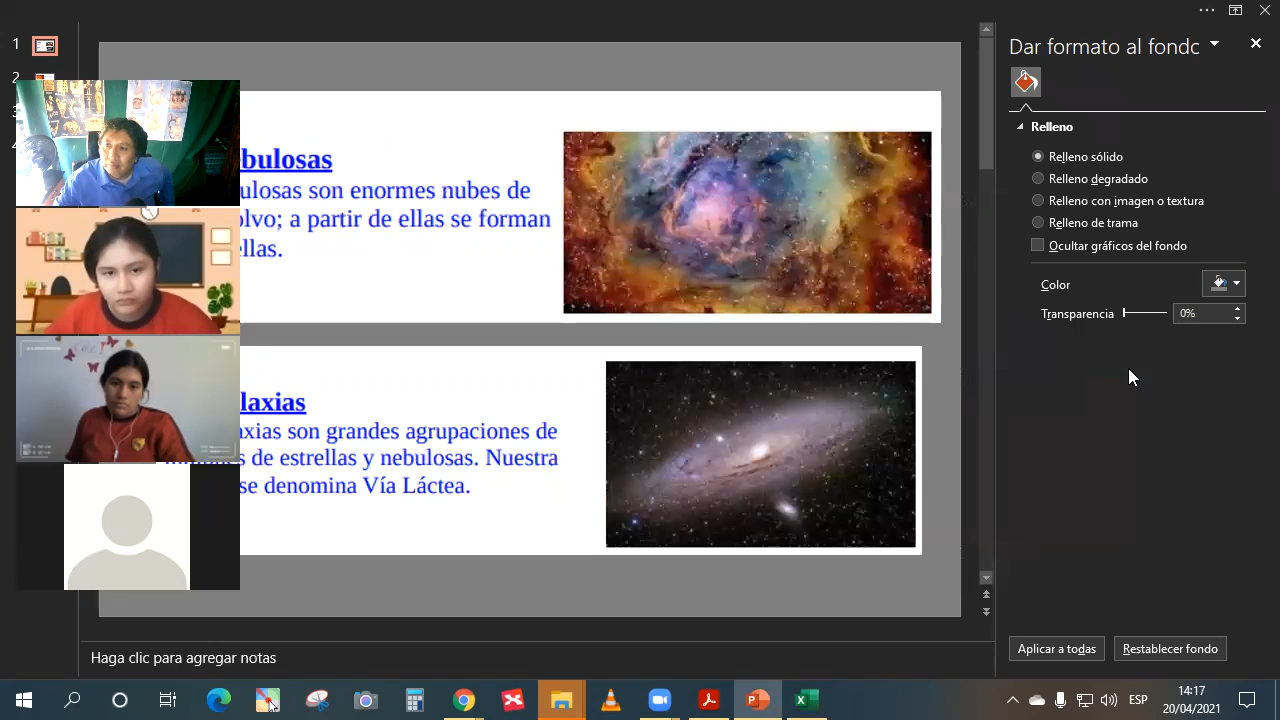 Dar formato al fondo
1
2
bulosas
ulosas son enormes nubes de
olvo; a partir de ellas se forman
ellas.
laxias
axias son grandes agrupaciones de
s de estrellas y nebulosas. Nuestra
se denomina Vía Láctea.
Relleno
Relleno sólido
Relleno degradado
Relleno con imagen o textura
Relleno de trama
Ocultar gráficos del fondo
Color
Transparencia
0%
Aplicar a todas
Restablecer fondo
Haga clic para agregar notas
ESP
14:17
20/04/2021